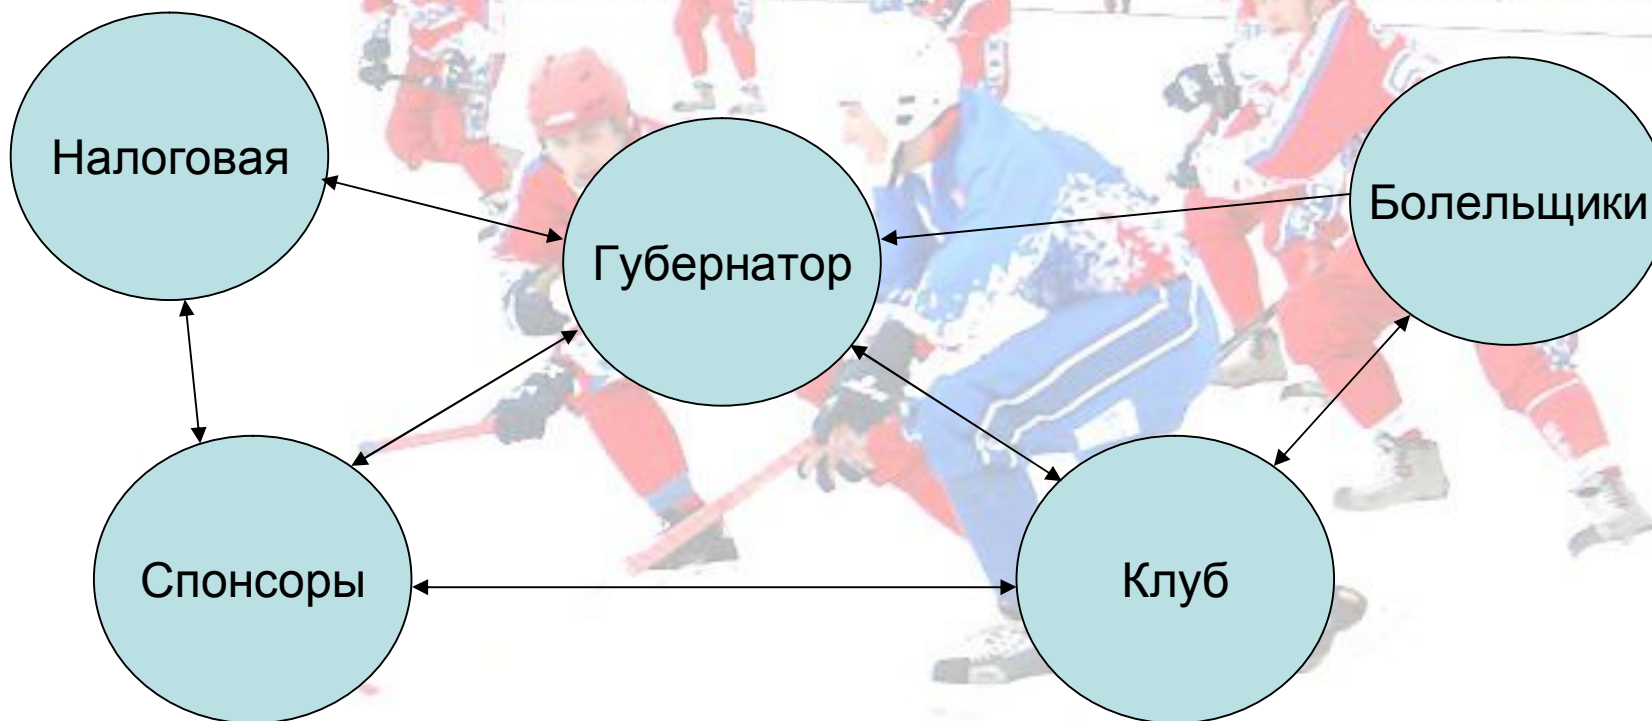 Налоговая
Болельщики
Губернатор
Спонсоры
Клуб